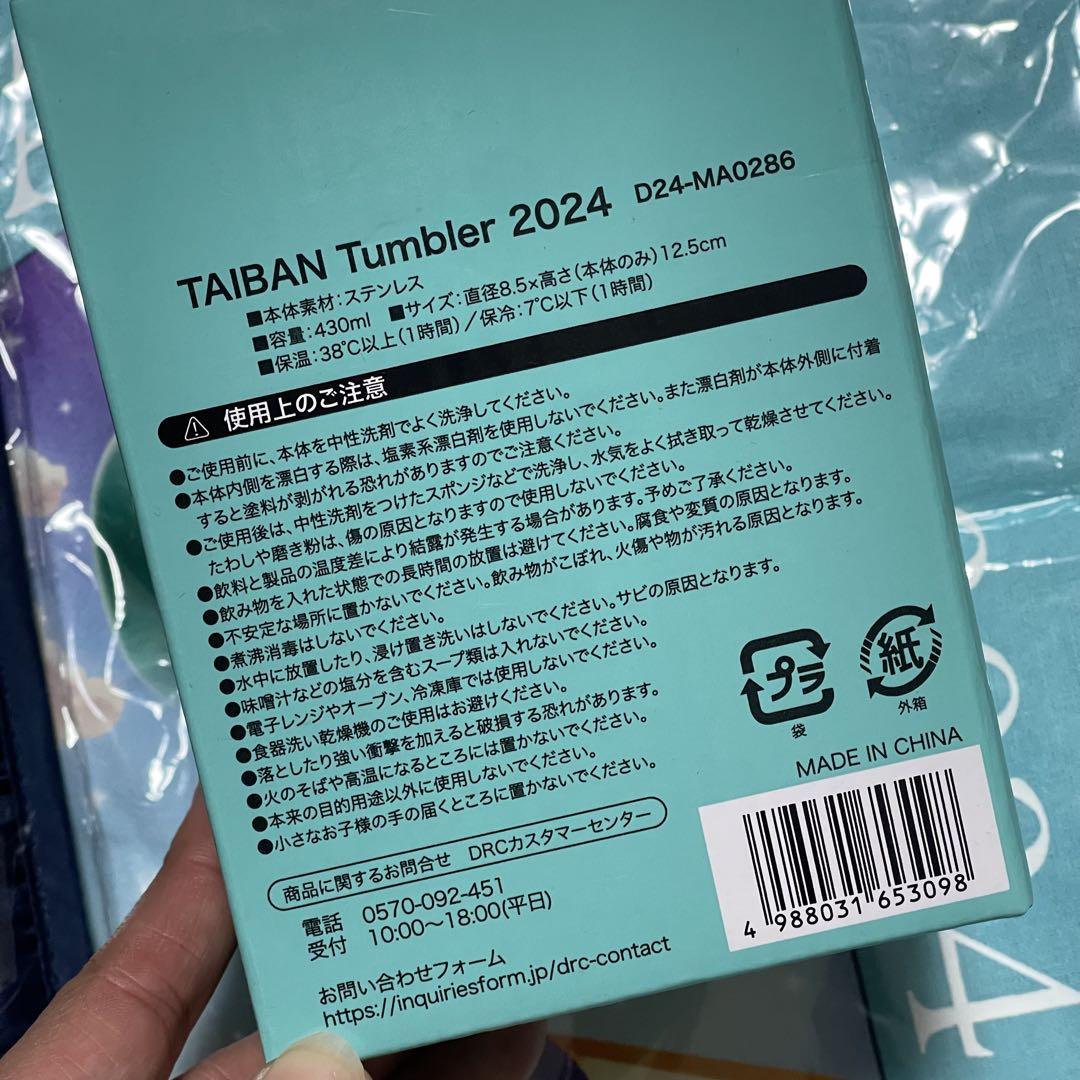 TAIBAN Tumbler 2024 D24-MA0286
■本体素材:ステンレス
■容量:430ml ■サイズ:直径8.5×高さ(本体のみ)12.5cm
■保温:38℃以上(1時間)/保冷:7℃以下(1時間)
使用上のご注意
●ご使用前に、本体を中性洗剤でよく洗浄してください。
●本体内側を漂白する際は、塩素系漂白剤を使用しないでください。また漂白剤が本体外側に付着
すると塗料が剥がれる恐れがありますのでご注意ください。
●ご使用後は、中性洗剤をつけたスポンジなどで洗浄し、水気をよく拭き取って乾燥させてください。
たわしや磨き粉は、傷の原因となりますので使用しないでください。
●飲料と製品の温度差により結露が発生する場合があります。予めご了承ください。
●飲み物を入れた状態での長時間の放置は避けてください。腐食や変質の原因となります。
●不安定な場所に置かないでください。飲み物がこぼれ、火傷や物が汚れる原因となります。
●煮沸消毒はしないでください。
●水中に放置したり、浸け置き洗いはしないでください。サビの原因となります。
●味噌汁などの塩分を含むスープ類は入れないでください。
●電子レンジやオーブン、冷凍庫では使用しないでください。
●食器洗い乾燥機のご使用はお避けください。
●落としたり強い衝撃を加えると破損する恐れがあります。
●火のそばや高温になるところには置かないでください。
●本来の目的用途以外に使用しないでください。
●小さなお子様の手の届くところに置かないでください。
商品に関するお問合せ DRCカスタマーセンター
電話 0570-092-451
受付 10:00~18:00(平日)
お問い合わせフォーム
https://inquiriesform.jp/drc-contact
プラ
袋
紙
外箱
MADE IN CHINA
4 988031 653098
4